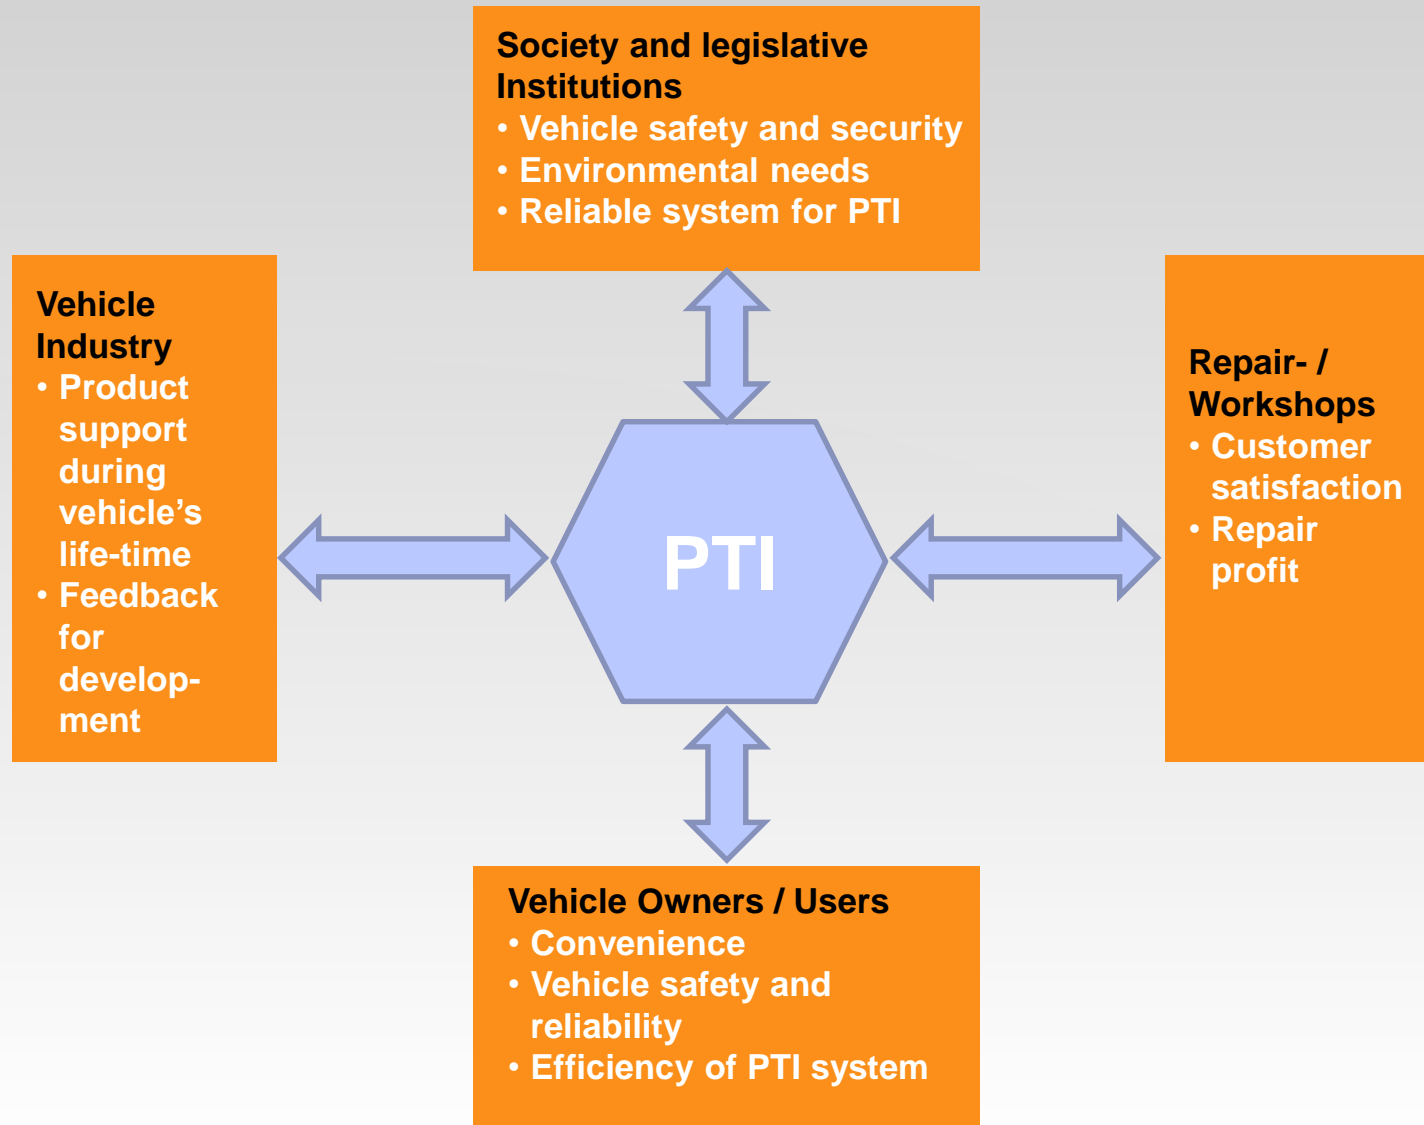 Society and legislative
Institutions
• Vehicle safety and security
• Environmental needs
• Reliable system for PTI
Vehicle
Industry
• Product
support
during
vehicle’s
life-time
• Feedback
for
develop-
ment
PTI
Repair- /
Workshops
• Customer
satisfaction
• Repair
profit
Vehicle Owners / Users
• Convenience
• Vehicle safety and
reliability
• Efficiency of PTI system